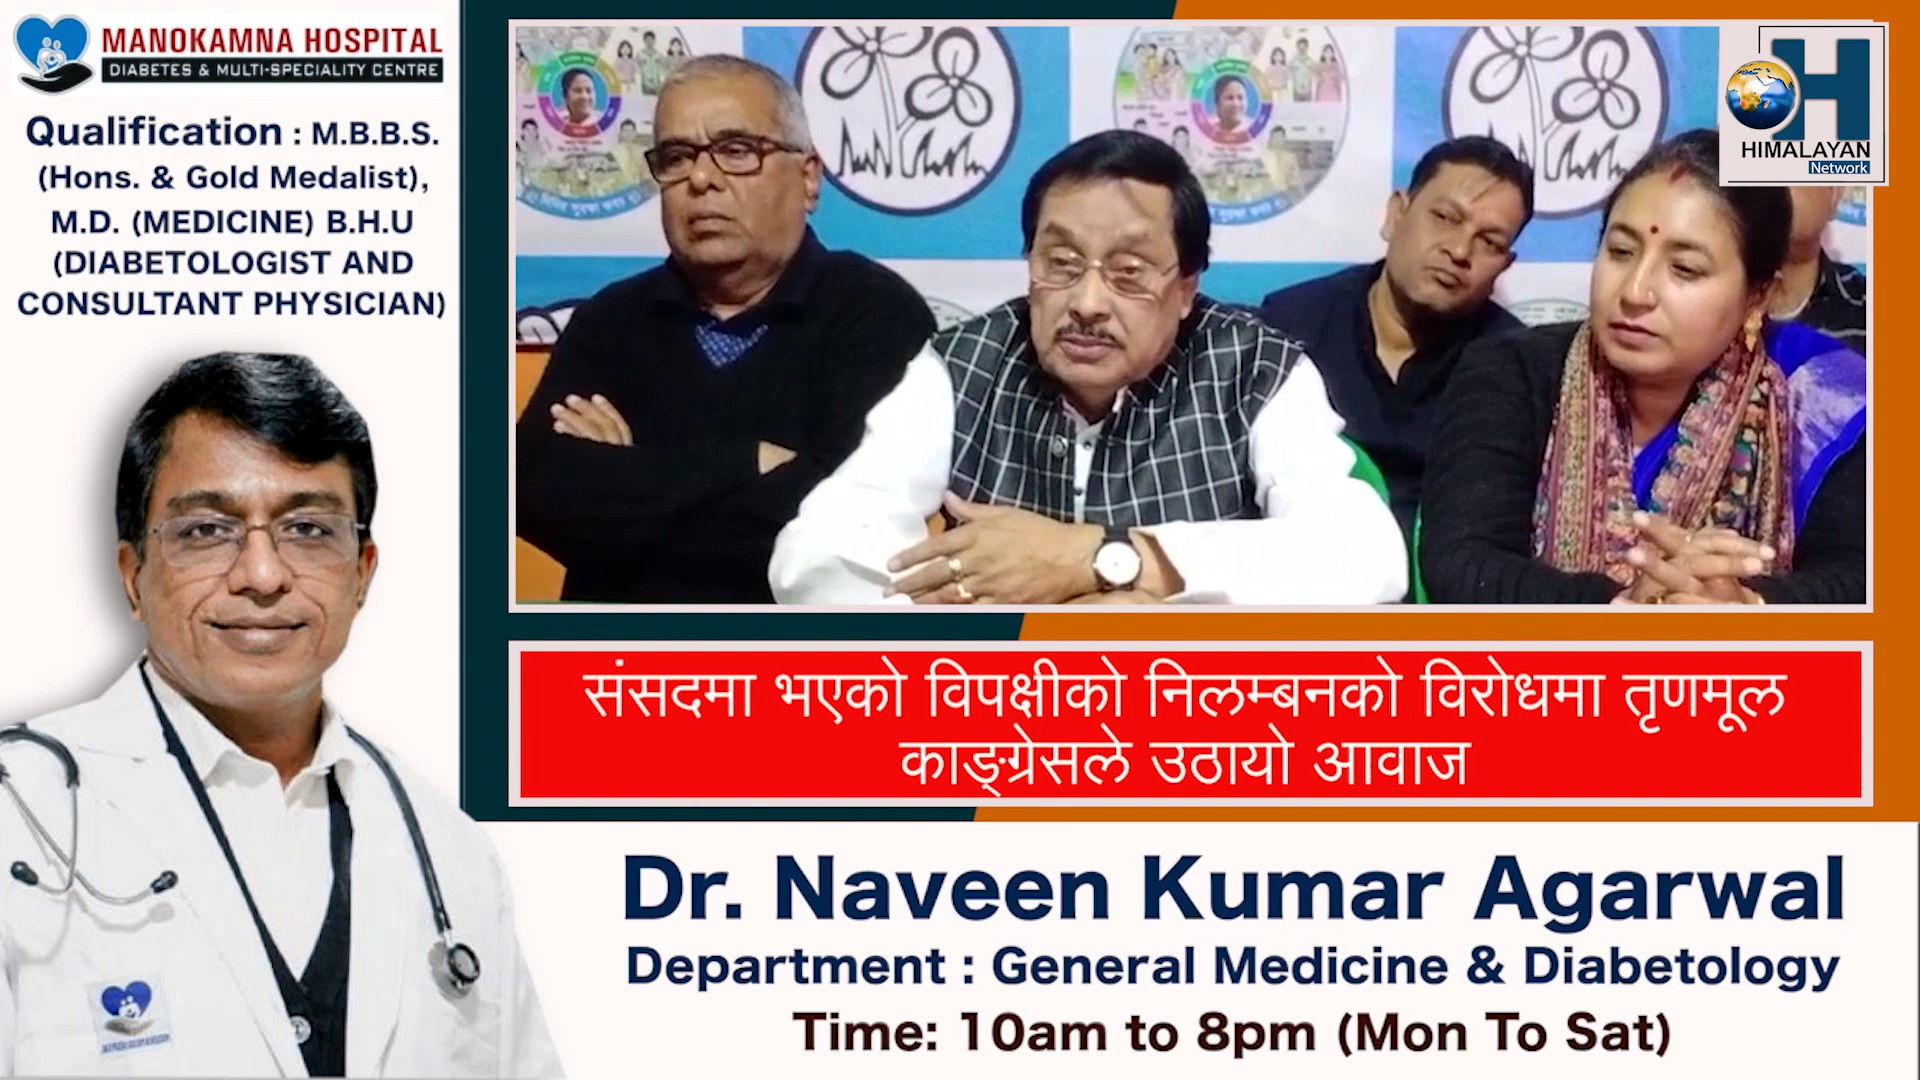 MANOKAMNA HOSPITAL
DIABETES & MULTI-SPECIALITY CENTRE
Qualification : M.B.B.S.
(Hons. & Gold Medalist),
M.D. (MEDICINE) B.H.U
(DIABETOLOGIST AND
CONSULTANT PHYSICIAN)
H
HIMALAYAN
Network
संसदमा भएको विपक्षीको निलम्बनको विरोधमा तृणमूल
काङ्ग्रेसले उठायो आवाज
Dr. Naveen Kumar Agarwal
Department : General Medicine & Diabetology
Time: 10am to 8pm (Mon To Sat)